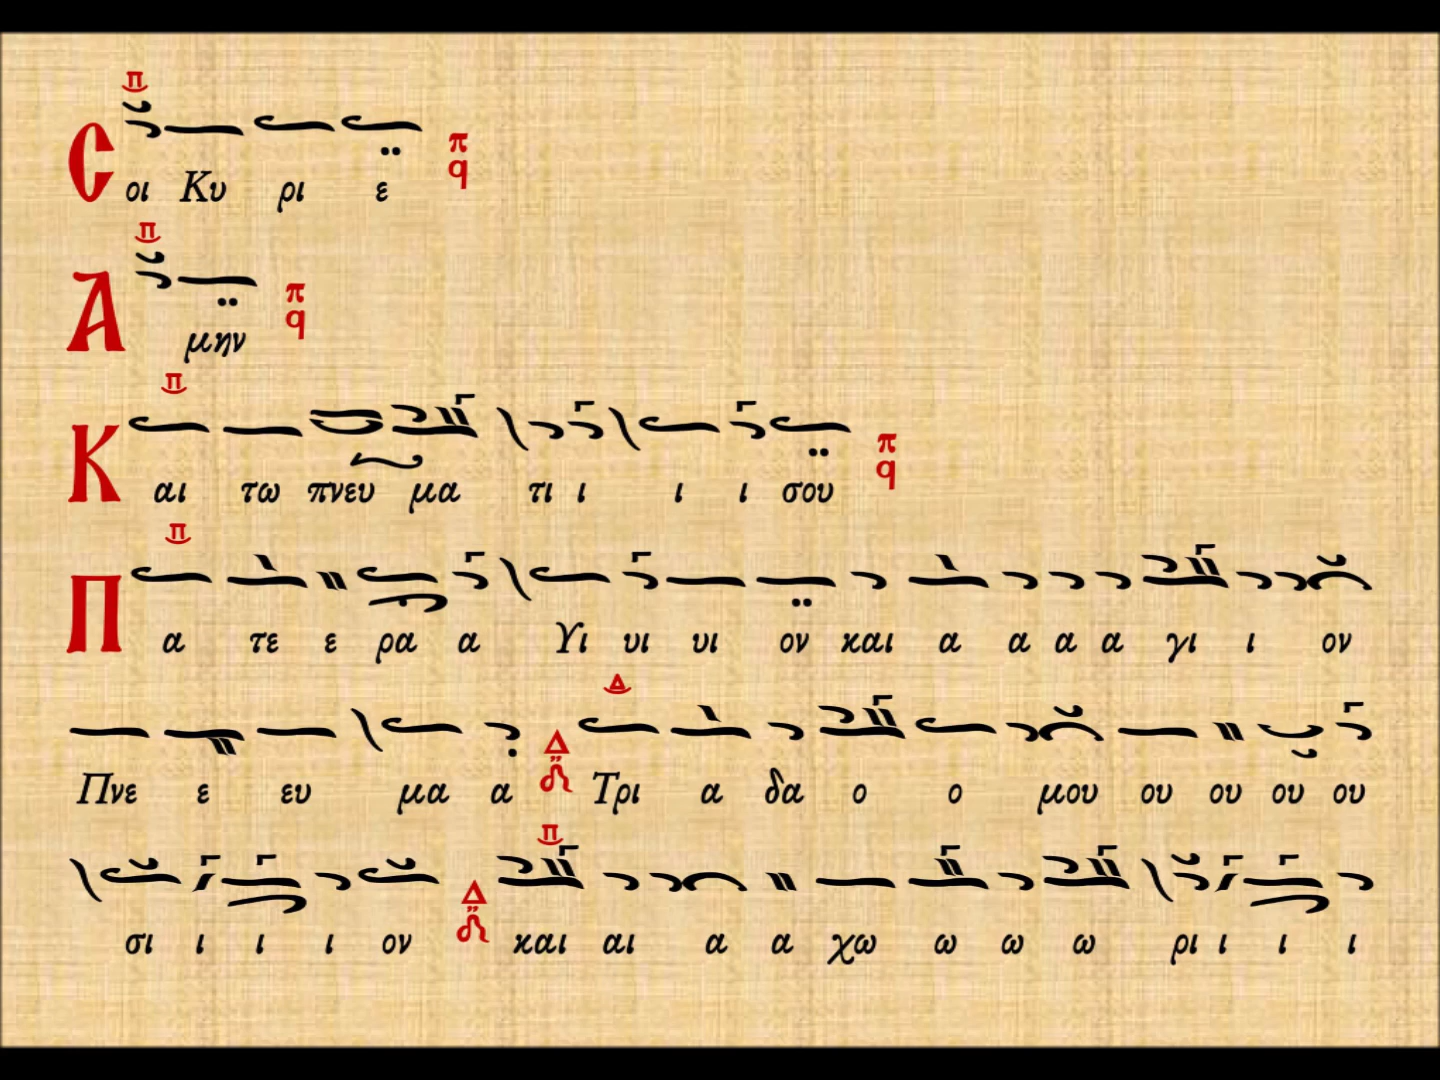 Σοι Κυ ρι ε
Α μην
Και τω πνευ μα τι ι ι ι σου
Πα τε ε ρα α Υι υι υι ον και α α α α γι ι ον
Πνε ε ευ μα α Τρι α δα ο ο μου ου ου ου ου
σι ι ι ι ον και αι α α χω ω ω ω ρι ι ι ι